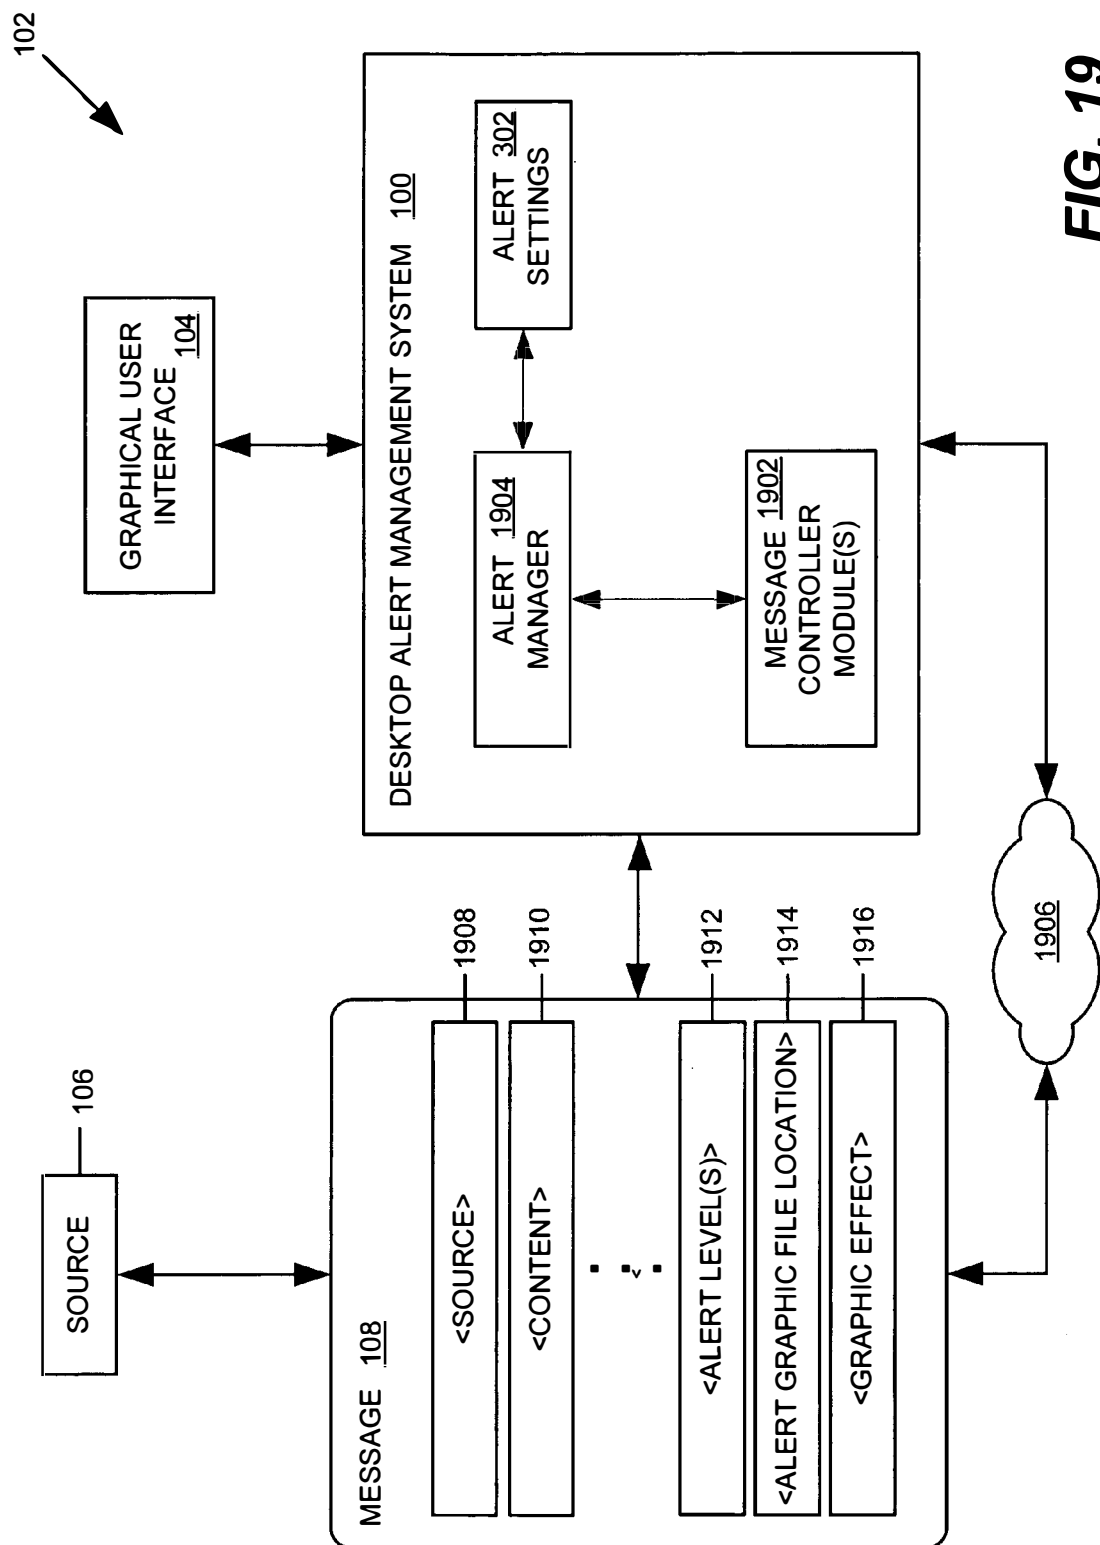 102
SOURCE
106
GRAPHICAL USER
INTERFACE 104
MESSAGE 108
<SOURCE>
1908
<CONTENT>
1910
<ALERT LEVEL(S)>
1912
<ALERT GRAPHIC FILE LOCATION>
1914
<GRAPHIC EFFECT>
1916
DESKTOP ALERT MANAGEMENT SYSTEM 100
ALERT 1904
MANAGER
ALERT 302
SETTINGS
MESSAGE 1902
CONTROLLER
MODULE(S)
1906
FIG. 19